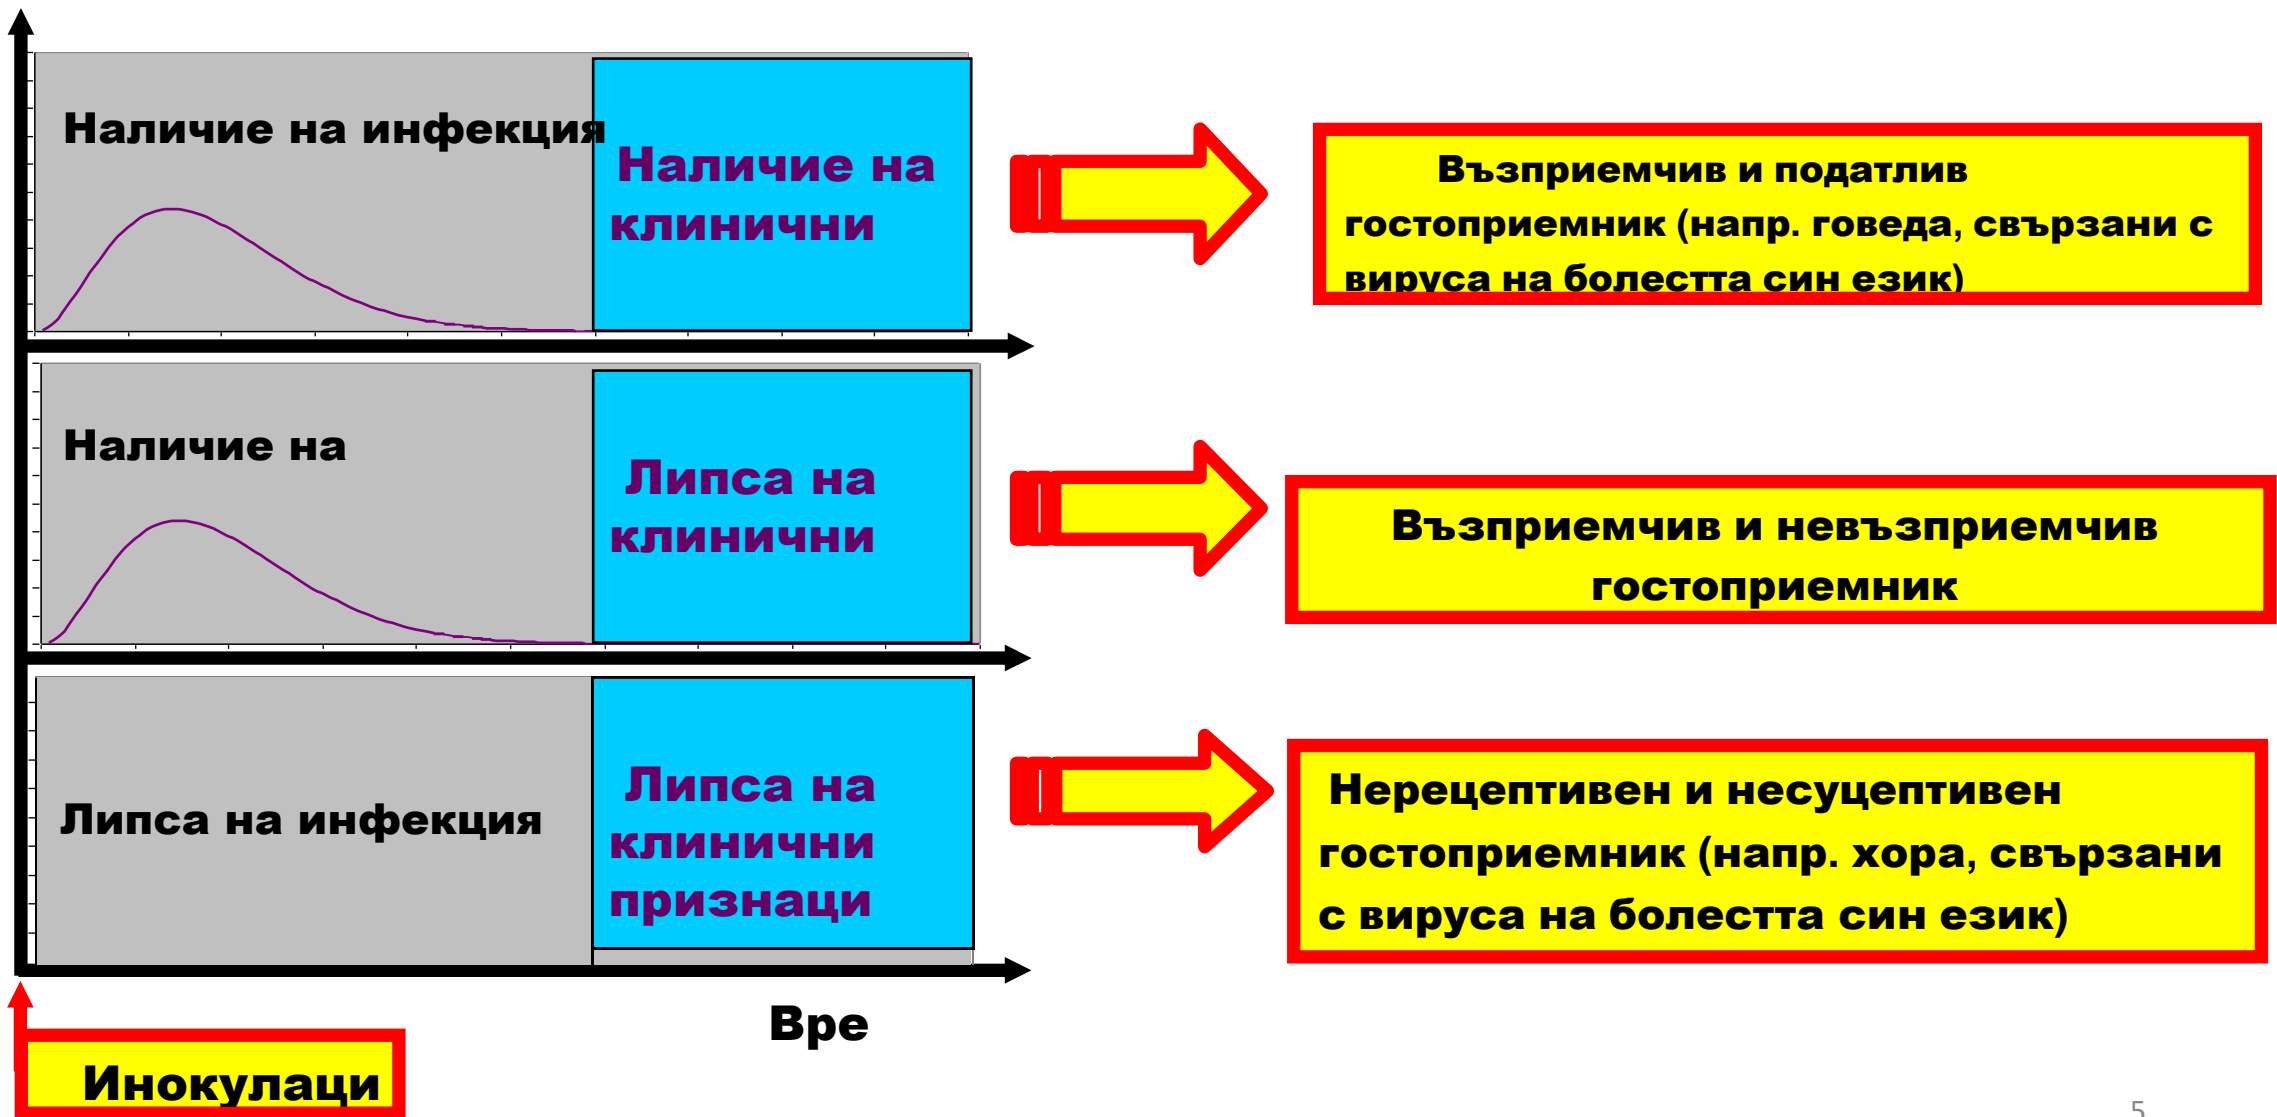 Наличие на инфекция
Наличие на
клинични
Възприемчив и податлив
гостоприемник (напр. говеда, свързани с
вируса на болестта син език)
Наличие на
Липса на
клинични
Възприемчив и невъзприемчив
гостоприемник
Липса на инфекция
Липса на
клинични
признаци
Нерецептивен и несуцептивен
гостоприемник (напр. хора, свързани
с вируса на болестта син език)
Вре
Инокулаци
5